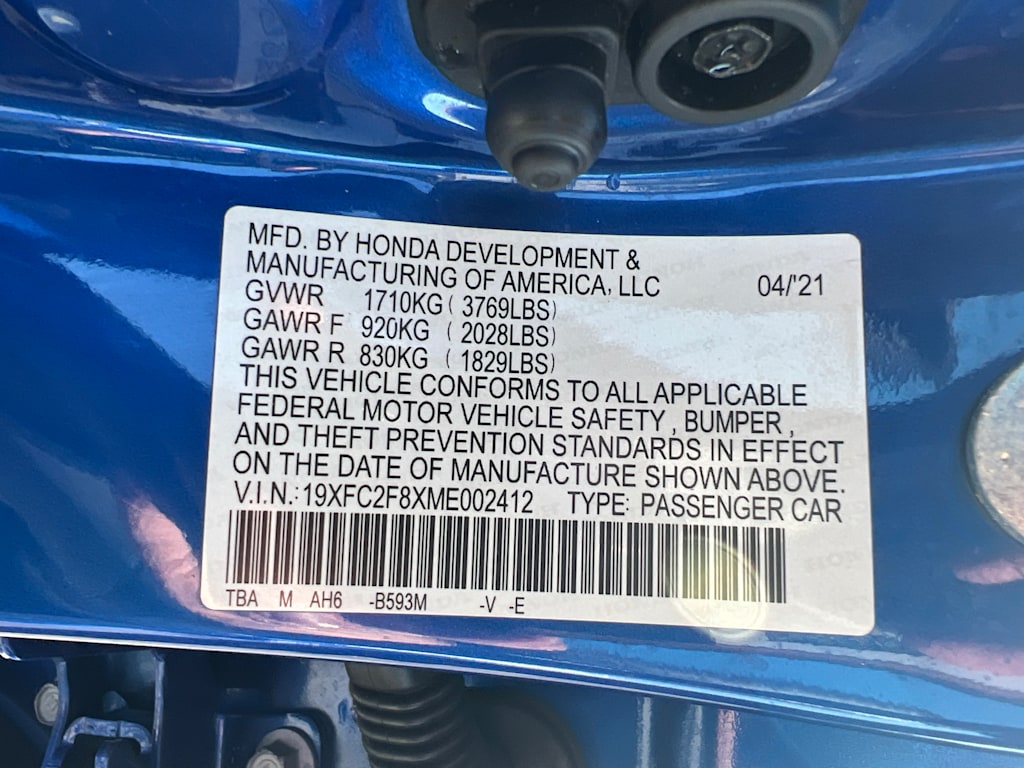 MFD. BY HONDA DEVELOPMENT &
MANUFACTURING OF AMERICA, LLC 04/'21
GVWR 1710KG ( 3769LBS)
GAWR F 920KG ( 2028LBS)
GAWR R 830KG ( 1829LBS)
THIS VEHICLE CONFORMS TO ALL APPLICABLE
FEDERAL MOTOR VEHICLE SAFETY , BUMPER ,
AND THEFT PREVENTION STANDARDS IN EFFECT
ON THE DATE OF MANUFACTURE SHOWN ABOVE.
V.I.N.: 19XFC2F8XME002412 TYPE: PASSENGER CAR
TBA M AH6 -B593M -V -E